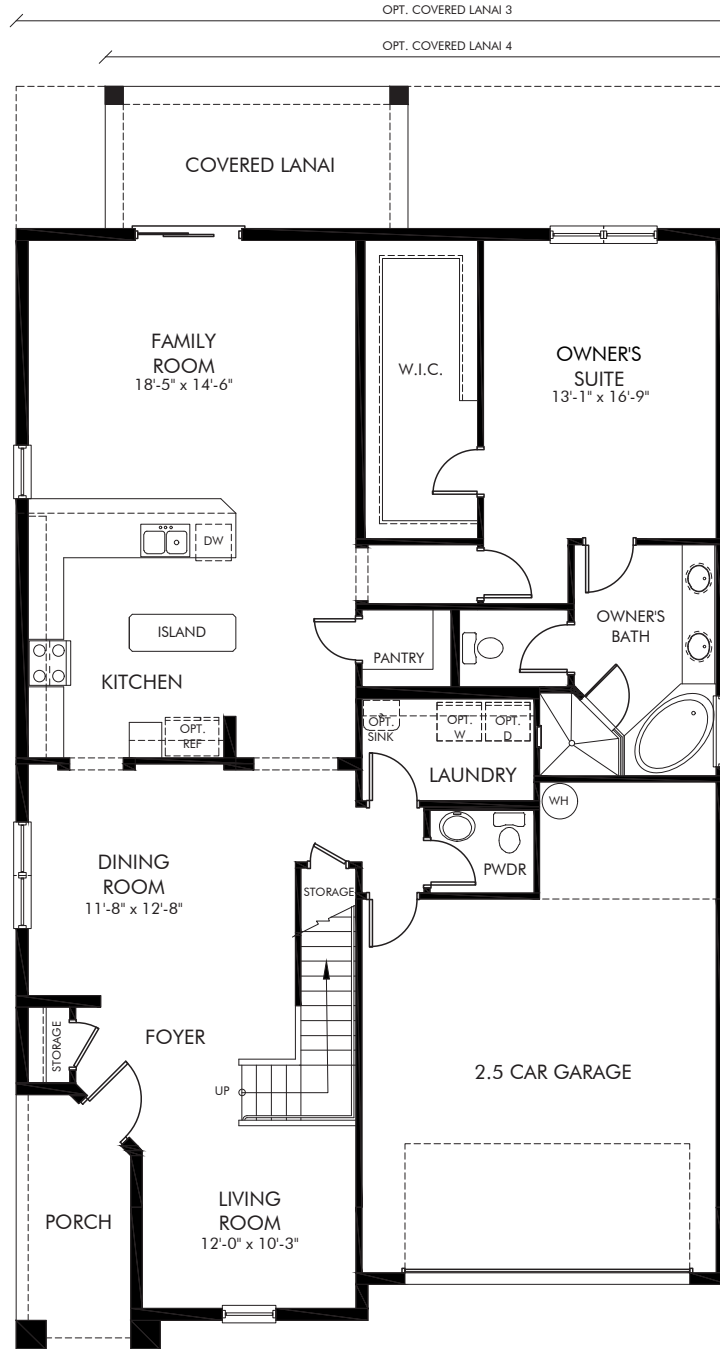 OPT. COVERED LANAI 3
OPT. COVERED LANAI 4
COVERED LANAI
FAMILY
ROOM
18'-5" x 14'-6"
W.I.C.
OWNER'S
SUITE
13'-1" x 16'-9"
DW
ISLAND
KITCHEN
OPT.
REF
PANTRY
OWNER'S
BATH
OPT.
SINK
OPT.
W
OPT.
D
LAUNDRY
WH
PWDR
DINING
ROOM
11'-8" x 12'-8"
STORAGE
STORAGE
FOYER
UP
2.5 CAR GARAGE
PORCH
LIVING
ROOM
12'-0" x 10'-3"